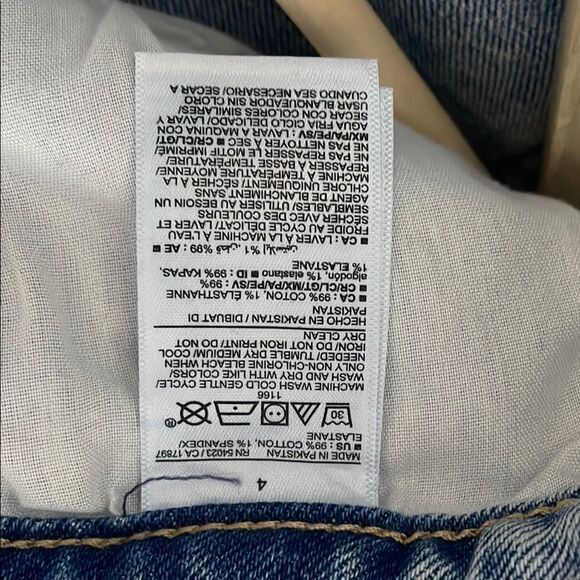 4
RN 54023 / CA 17897
MADE IN PAKISTAN
■ US: 99% COTTON, 1% SPANDEX/
ELASTANE
30
®
1166
MACHINE WASH COLD GENTLE CYCLE/
WASH AND DRY WITH LIKE COLORS/
ONLY NON-CHLORINE BLEACH WHEN
NEEDED/ TUMBLE DRY MEDIUM/ COOL
IRON/ DO NOT IRON PRINT/ DO NOT
DRY CLEAN
HECHO EN PAKISTAN / DIBUAT DI
PAKISTAN
■ CA : 99% COTON, 1% ÉLASTHANNE
■ CR/CL/GT/MX/PA/PE/SV : 99%
algodón, 1% elastano ■ ID : 99% KAPAS,
1% ELASTANE
■ AE : 99% قطن, 1% إيلاستين
■ CA : LAVER À LA MACHINE À L'EAU
FROIDE AU CYCLE DÉLICAT/ LAVER ET
SÉCHER AVEC DES COULEURS
SEMBLABLES/ UTILISER AU BESOIN UN
AGENT DE BLANCHIMENT SANS
CHLORE UNIQUEMENT/ SÉCHER À LA
MACHINE À TEMPÉRATURE MOYENNE/
REPASSER À BASSE TEMPÉRATURE/
NE PAS REPASSER LE MOTIF IMPRIMÉ/
NE PAS NETTOYER À SEC ■ CR/CL/GT/
MX/PA/PE/SV : LAVAR A MAQUINA CON
AGUA FRIA CICLO DELICADO/ LAVAR Y
SECAR CON COLORES SIMILARES/
USAR BLANQUEADOR SIN CLORO
CUANDO SEA NECESARIO/ SECAR A